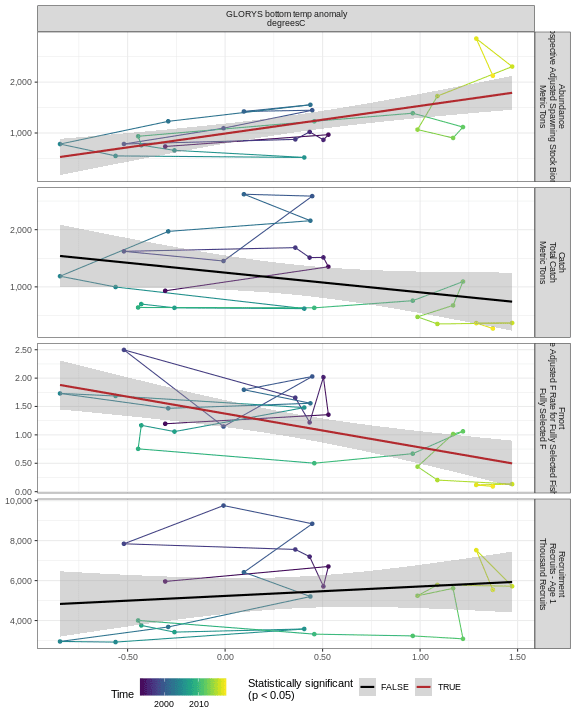 GLORYS bottom temp anomaly
degreesC
2,000
1,000
Abundance
Adjusted Spawning Stock
Metric Tons
2,000
1,000
Catch
Total Catch
Metric Tons
2.50
2.00
1.50
1.00
0.50
0.00
Fmort
Adjusted F Rate for Fully Selected
Fully Selected F
10,000
8,000
6,000
4,000
Recruitment
Recruits - Age 1
Thousand Recruits
-0.50
0.00
0.50
1.00
1.50
Time
2000
2010
Statistically significant
(p < 0.05)
FALSE
TRUE